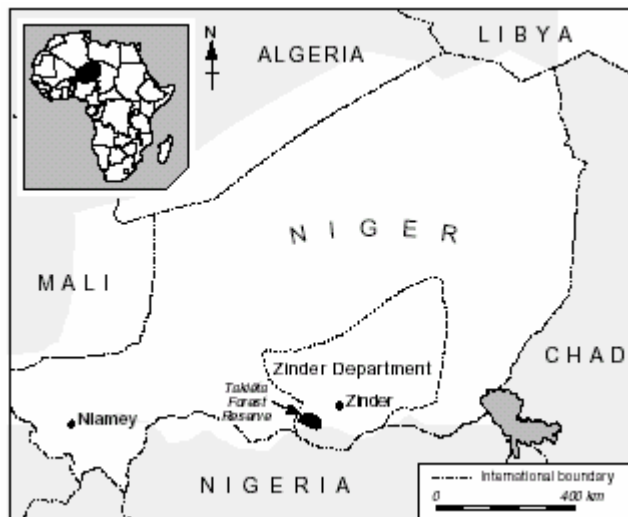 N
ALGERIA
LIBYA
NIGER
MALI
CHAD
Zinder Department
Takiéta
Forest
Reserve
Zinder
Niamey
NIGERIA
International boundary
0 400 km